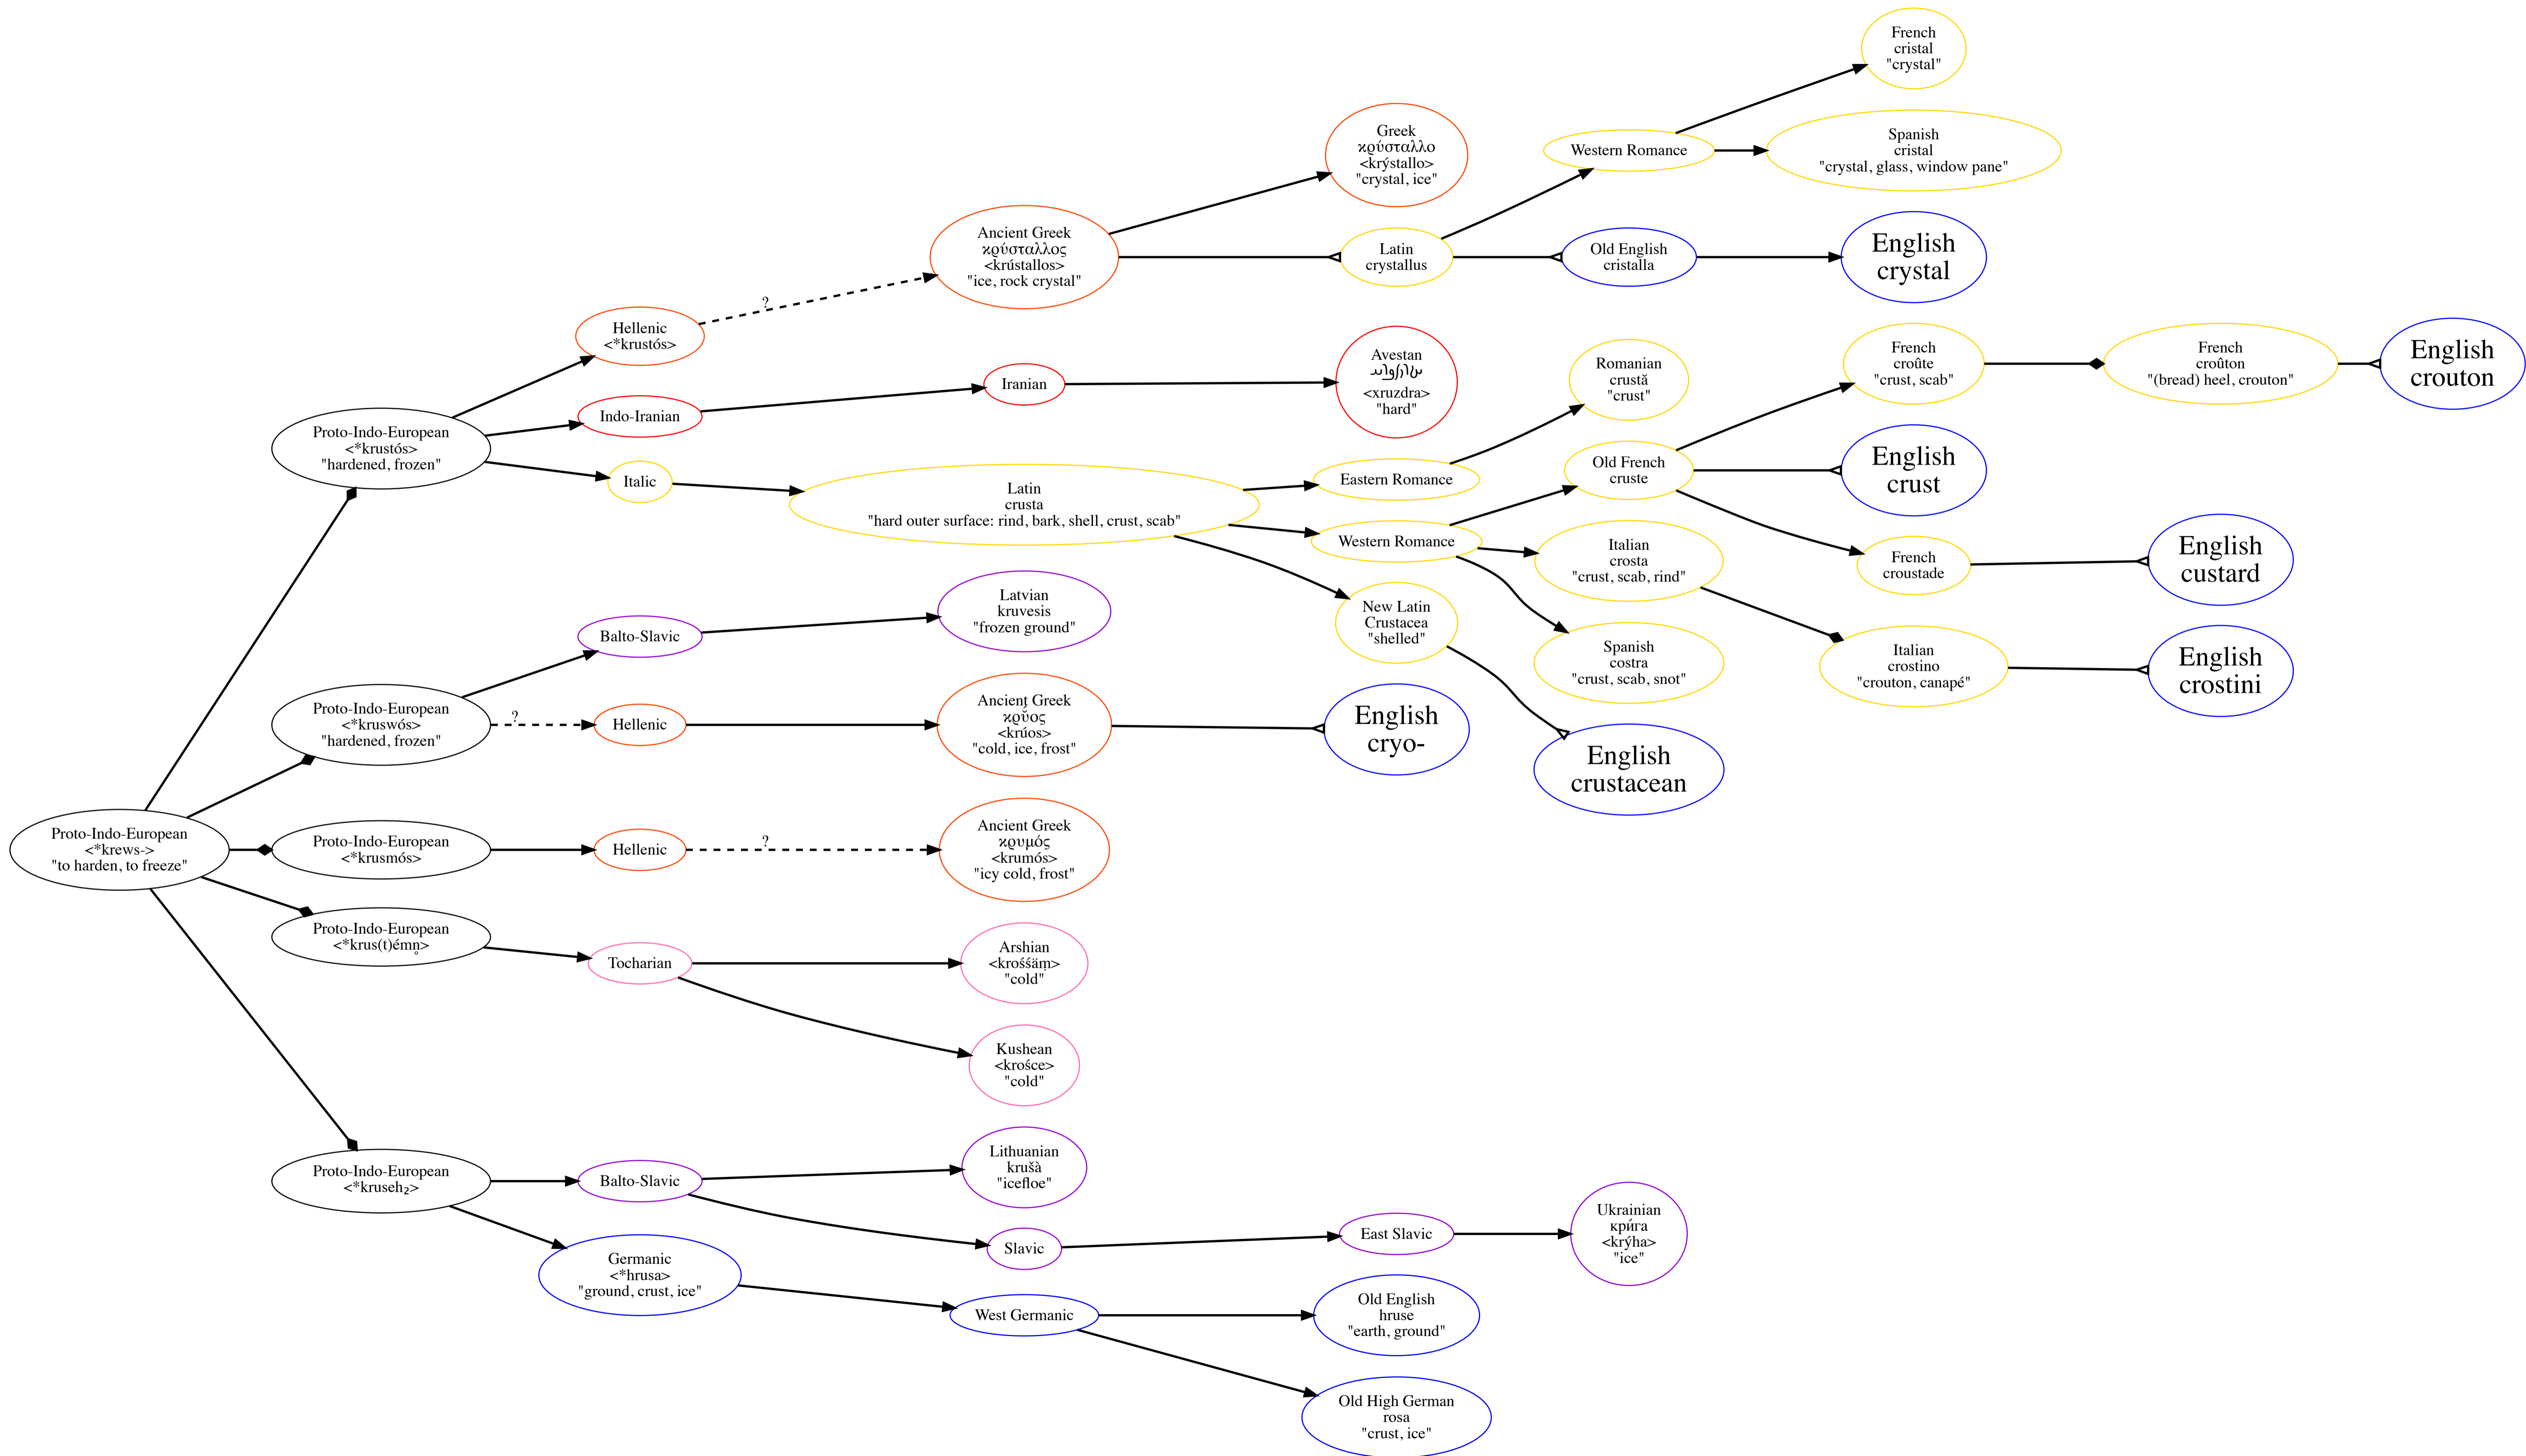 French
cristal
"crystal"
Greek
κρύσταλλο
<krýstallo>
"crystal, ice"
Western Romance
Spanish
cristal
"crystal, glass, window pane"
Ancient Greek
κρύσταλλος
<krústallos>
"ice, rock crystal"
Latin
crystallus
Old English
cristalla
English
crystal
?
Hellenic
<*krustós>
Iranian
Avestan
<xruzdra>
"hard"
Romanian
crustă
"crust"
French
croûte
"crust, scab"
French
croûton
"(bread) heel, crouton"
English
crouton
Indo-Iranian
Proto-Indo-European
<*krustós>
"hardened, frozen"
Italic
Latin
crusta
"hard outer surface: rind, bark, shell, crust, scab"
Eastern Romance
Old French
cruste
English
crust
Western Romance
Italian
crosta
"crust, scab, rind"
French
croustade
English
custard
New Latin
Crustacea
"shelled"
Latvian
kruvesis
"frozen ground"
Balto-Slavic
Spanish
costra
"crust, scab, snot"
Italian
crostino
"crouton, canapé"
English
crostini
Proto-Indo-European
<*kruswós>
"hardened, frozen"
?
Hellenic
Ancient Greek
κρῠ́ος
<krúos>
"cold, ice, frost"
English
cryo-
English
crustacean
Proto-Indo-European
<*krews->
"to harden, to freeze"
Proto-Indo-European
<*krusmós>
Hellenic
?
Ancient Greek
κρυμός
<krumós>
"icy cold, frost"
Proto-Indo-European
<*krus(t)émn̥>
Tocharian
Arshian
<krośśäṃ>
"cold"
Kushean
<krośce>
"cold"
Proto-Indo-European
<*kruseh₂>
Balto-Slavic
Lithuanian
krušà
"icefloe"
Slavic
East Slavic
Ukrainian
кри́га
<krýha>
"ice"
Germanic
<*hrusa>
"ground, crust, ice"
West Germanic
Old English
hruse
"earth, ground"
Old High German
rosa
"crust, ice"